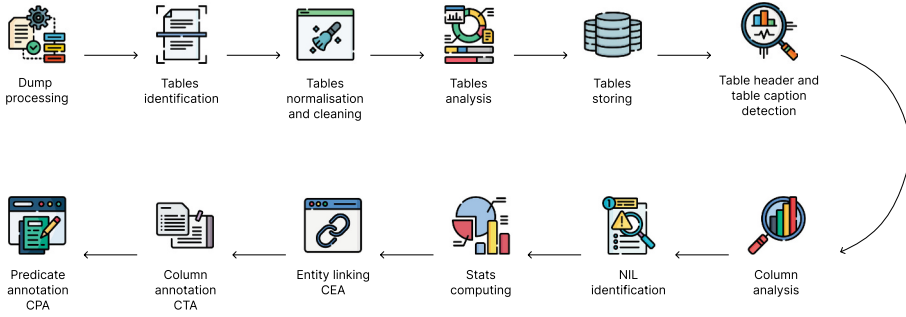 Dump
processing
Tables
identification
Tables
normalisation
and cleaning
Tables
analysis
Tables
storing
Table header and
table caption
detection
Column
analysis
NIL
identification
Stats
computing
Entity linking
CEA
Column
annotation
CTA
Predicate
annotation
CPA